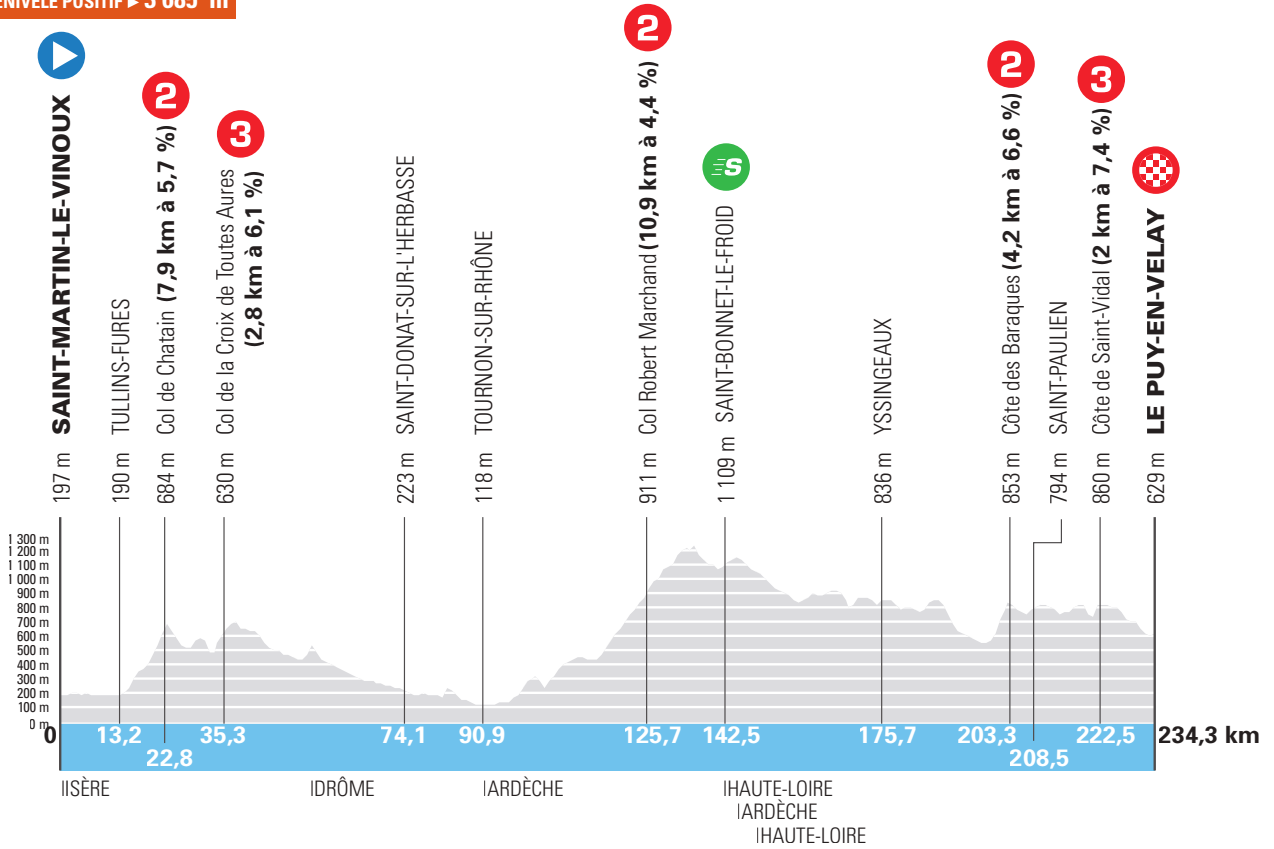 DÉNIVELÉ POSITIF ▸ 3 685 m
SAINT-MARTIN-LE-VINOUX
197 m
TULLINS-FURES
190 m
2
Col de Chatain (7,9 km à 5,7 %)
684 m
3
Col de la Croix de Toutes Aures
(2,8 km à 6,1 %)
630 m
SAINT-DONAT-SUR-L'HERBASSE
223 m
TOURNON-SUR-RHÔNE
118 m
2
Col Robert Marchand (10,9 km à 4,4 %)
911 m
S
SAINT-BONNET-LE-FROID
1 109 m
YSSINGEAUX
836 m
2
Côte des Baraques (4,2 km à 6,6 %)
853 m
SAINT-PAULIEN
794 m
3
Côte de Saint-Vidal (2 km à 7,4 %)
860 m
LE PUY-EN-VELAY
629 m
1 300 m
1 200 m
1 100 m
1 000 m
900 m
800 m
700 m
600 m
500 m
400 m
300 m
200 m
100 m
0 m
0 13,2 35,3 74,1 90,9 125,7 142,5 175,7 203,3 222,5 234,3 km
22,8 208,5
ISÈRE DRÔME ARDÈCHE HAUTE-LOIRE
ARDÈCHE
HAUTE-LOIRE